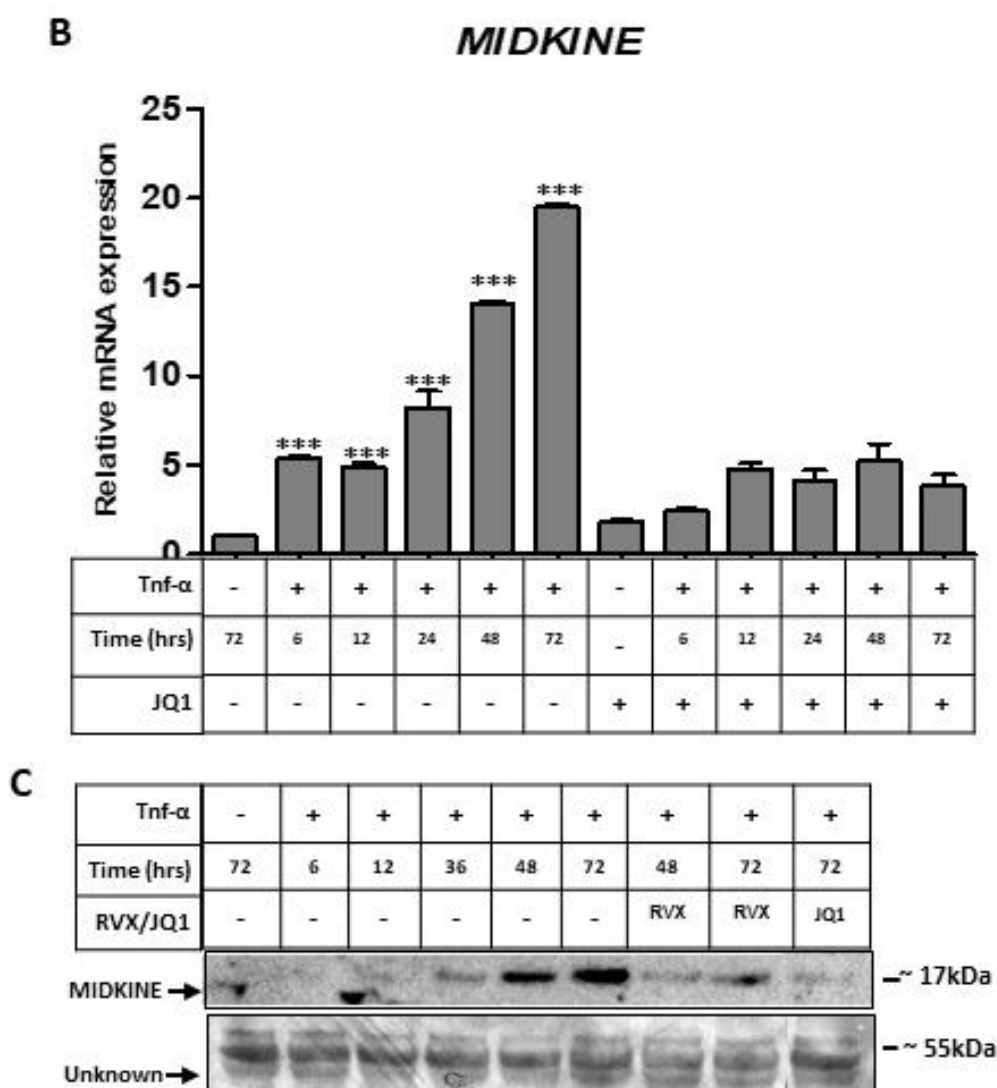 B
MIDKINE
Relative mRNA expression
25
20
15
10
5
0
*** *** *** *** ***
Tnf-α - + + + + + - + + + + +
Time (hrs) 72 6 12 24 48 72 - 6 12 24 48 72
JQ1 - - - - - - + + + + + +
C
Tnf-α - + + + + + + + +
Time (hrs) 72 6 12 36 48 72 48 72 72
RVX/JQ1 - - - - - - RVX RVX JQ1
MIDKINE
~ 17kDa
~ 55kDa
Unknown